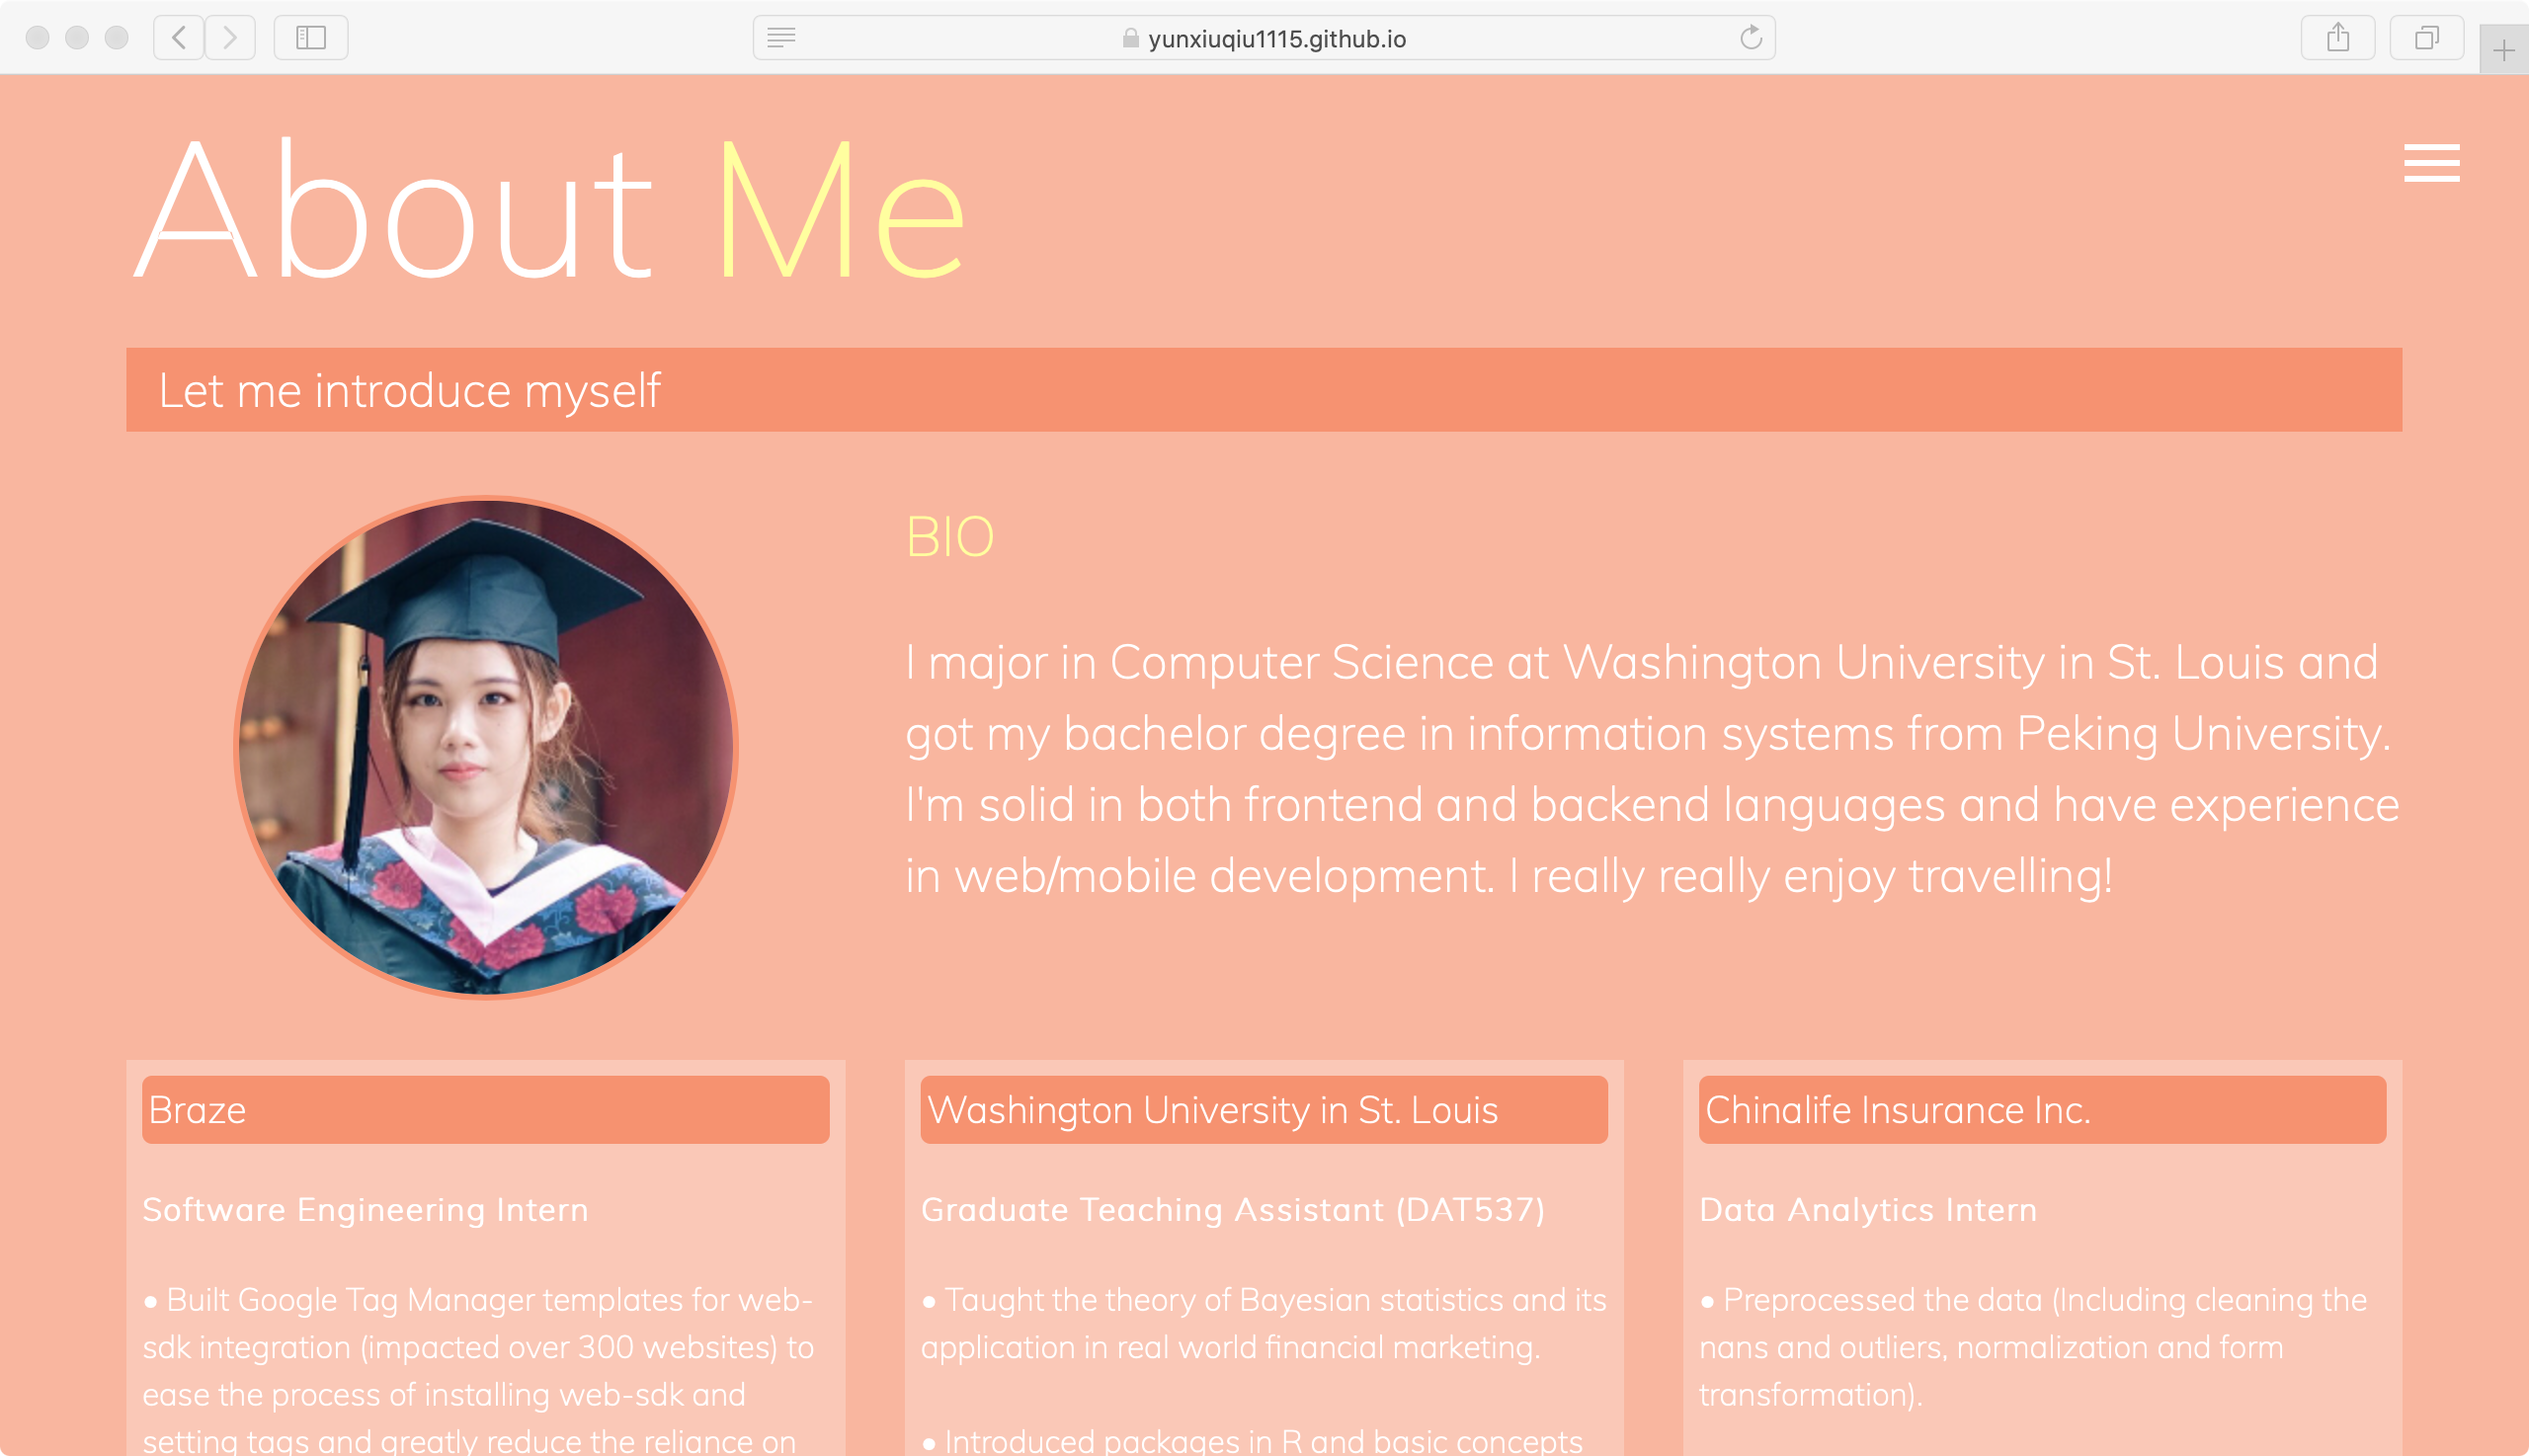 yunxiuqiu1115.github.io
About Me
Let me introduce myself
BIO
I major in Computer Science at Washington University in St. Louis and
got my bachelor degree in information systems from Peking University.
I'm solid in both frontend and backend languages and have experience
in web/mobile development. I really really enjoy travelling!
Braze
Software Engineering Intern
● Built Google Tag Manager templates for web-
sdk integration (impacted over 300 websites) to
ease the process of installing web-sdk and
setting tags and greatly reduce the reliance on
Washington University in St. Louis
Graduate Teaching Assistant (DAT537)
● Taught the theory of Bayesian statistics and its
application in real world financial marketing.
● Introduced packages in R and basic concepts
Chinalife Insurance Inc.
Data Analytics Intern
● Preprocessed the data (Including cleaning the
nans and outliers, normalization and form
transformation).